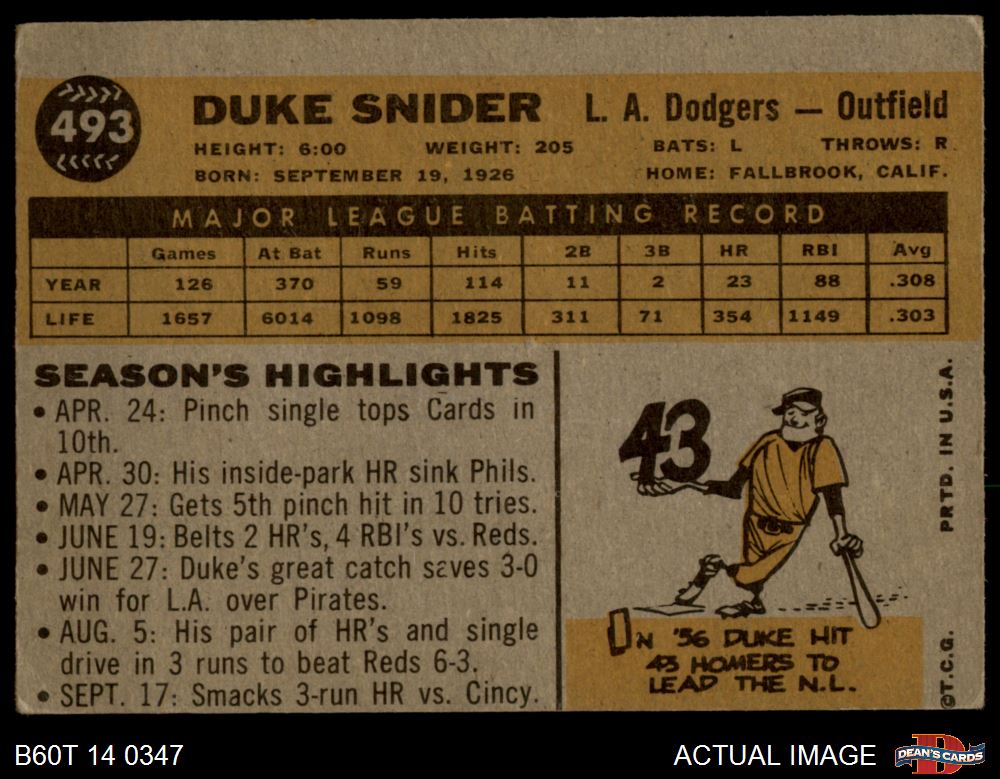 493
DUKE SNIDER L. A. Dodgers — Outfield
HEIGHT: 6:00 WEIGHT: 205 BATS: L THROWS: R.
BORN: SEPTEMBER 19, 1926 HOME: FALLBROOK, CALIF.
MAJOR LEAGUE BATTING RECORD
Games At Bat Runs Hits 2B 3B HR RBI Avg
YEAR 126 370 59 114 11 2 23 88 .308
LIFE 1657 6014 1098 1825 311 71 354 1149 .303
SEASON'S HIGHLIGHTS
• APR. 24: Pinch single tops Cards in
10th.
• APR. 30: His inside-park HR sink Phils.
• MAY 27: Gets 5th pinch hit in 10 tries.
• JUNE 19: Belts 2 HR's, 4 RBI's vs. Reds.
• JUNE 27: Duke's great catch saves 3-0
win for L.A. over Pirates.
• AUG. 5: His pair of HR's and single
drive in 3 runs to beat Reds 6-3.
• SEPT. 17: Smacks 3-run HR vs. Cincy.
43
IN '56 DUKE HIT
43 HOMERS TO
LEAD THE N.L.
©T.C.G. PRTD. IN U.S.A.
B60T 14 0347 ACTUAL IMAGE
DEAN'S CARDS